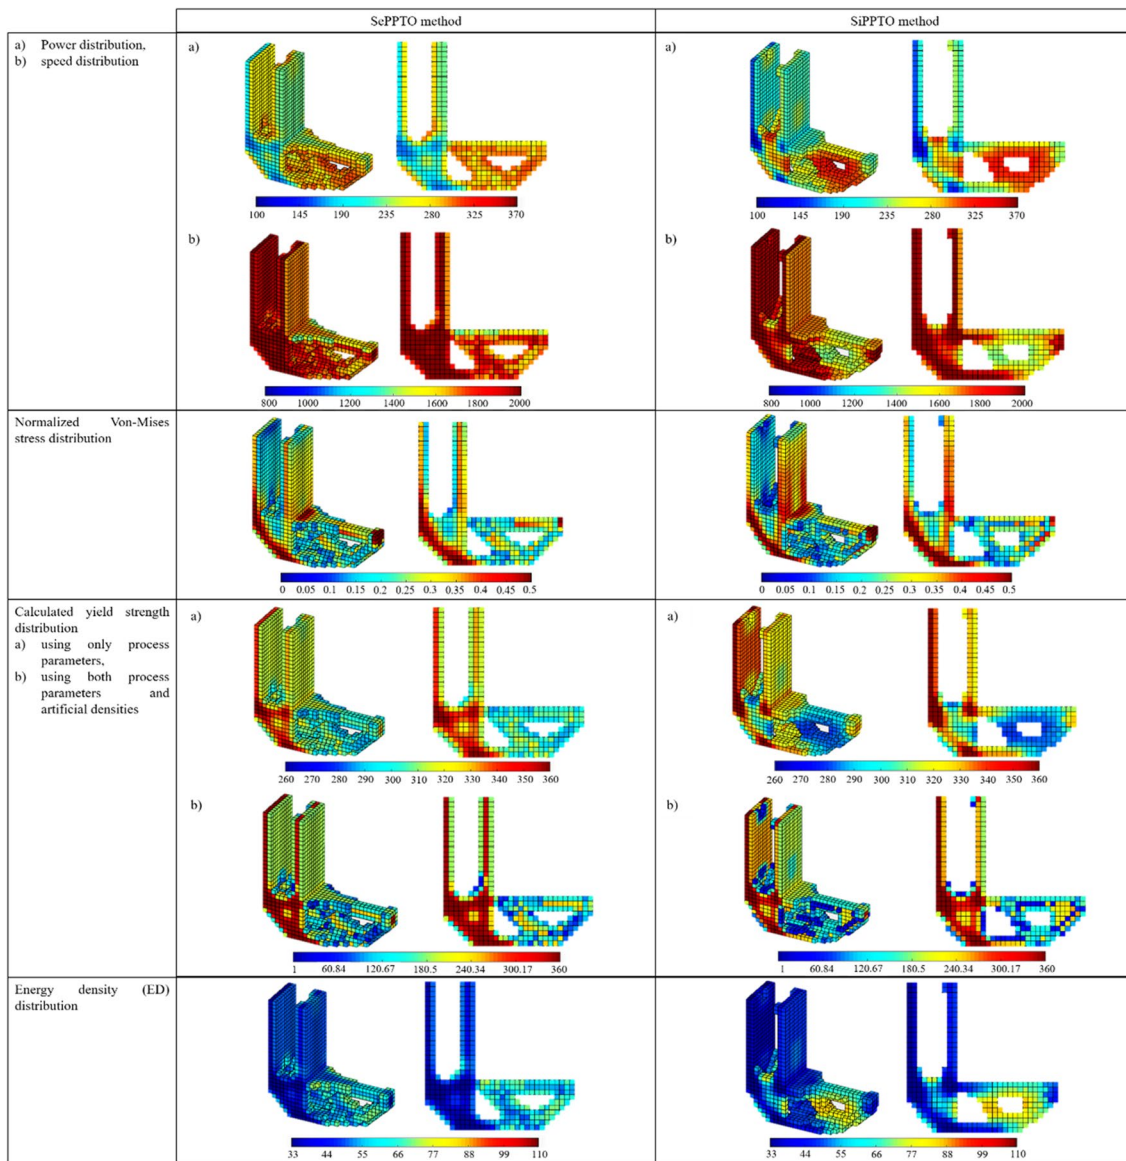 SePPTO method
SiPPTO method
a) Power distribution,
b) speed distribution
a)
100 145 190 235 280 325 370
a)
100 145 190 235 280 325 370
b)
800 1000 1200 1400 1600 1800 2000
b)
800 1000 1200 1400 1600 1800 2000
Normalized Von-Mises
stress distribution
0 0.05 0.1 0.15 0.2 0.25 0.3 0.35 0.4 0.45 0.5
0 0.05 0.1 0.15 0.2 0.25 0.3 0.35 0.4 0.45 0.5
Calculated yield strength
distribution
a) using only process
parameters,
b) using both process
parameters and
artificial densities
a)
260 270 280 290 300 310 320 330 340 350 360
a)
260 270 280 290 300 310 320 330 340 350 360
b)
1 60.84 120.67 180.5 240.34 300.17 360
b)
1 60.84 120.67 180.5 240.34 300.17 360
Energy density (ED)
distribution
33 44 55 66 77 88 99 110
33 44 55 66 77 88 99 110